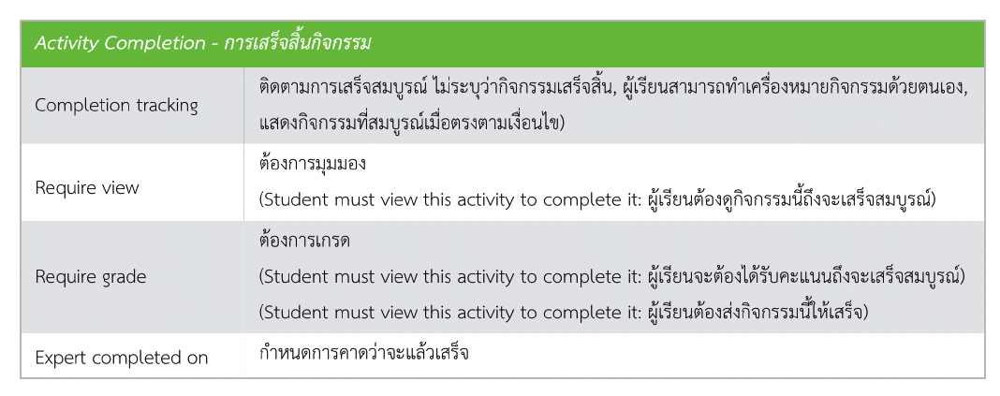 Activity Completion - การเสร็จสิ้นกิจกรรม
Completion tracking
ติดตามการเสร็จสมบูรณ์ ไม่ระบุว่ากิจกรรมเสร็จสิ้น, ผู้เรียนสามารถทำเครื่องหมายกิจกรรมด้วยตนเอง,
แสดงกิจกรรมที่สมบูรณ์เมื่อตรงตามเงื่อนไข)
Require view
ต้องการมุมมอง
(Student must view this activity to complete it: ผู้เรียนต้องดูกิจกรรมนี้ถึงจะเสร็จสมบูรณ์)
Require grade
ต้องการเกรด
(Student must view this activity to complete it: ผู้เรียนจะต้องได้รับคะแนนถึงจะเสร็จสมบูรณ์)
(Student must view this activity to complete it: ผู้เรียนต้องส่งกิจกรรมนี้ให้เสร็จ)
Expert completed on
กำหนดการคาดว่าจะแล้วเสร็จ